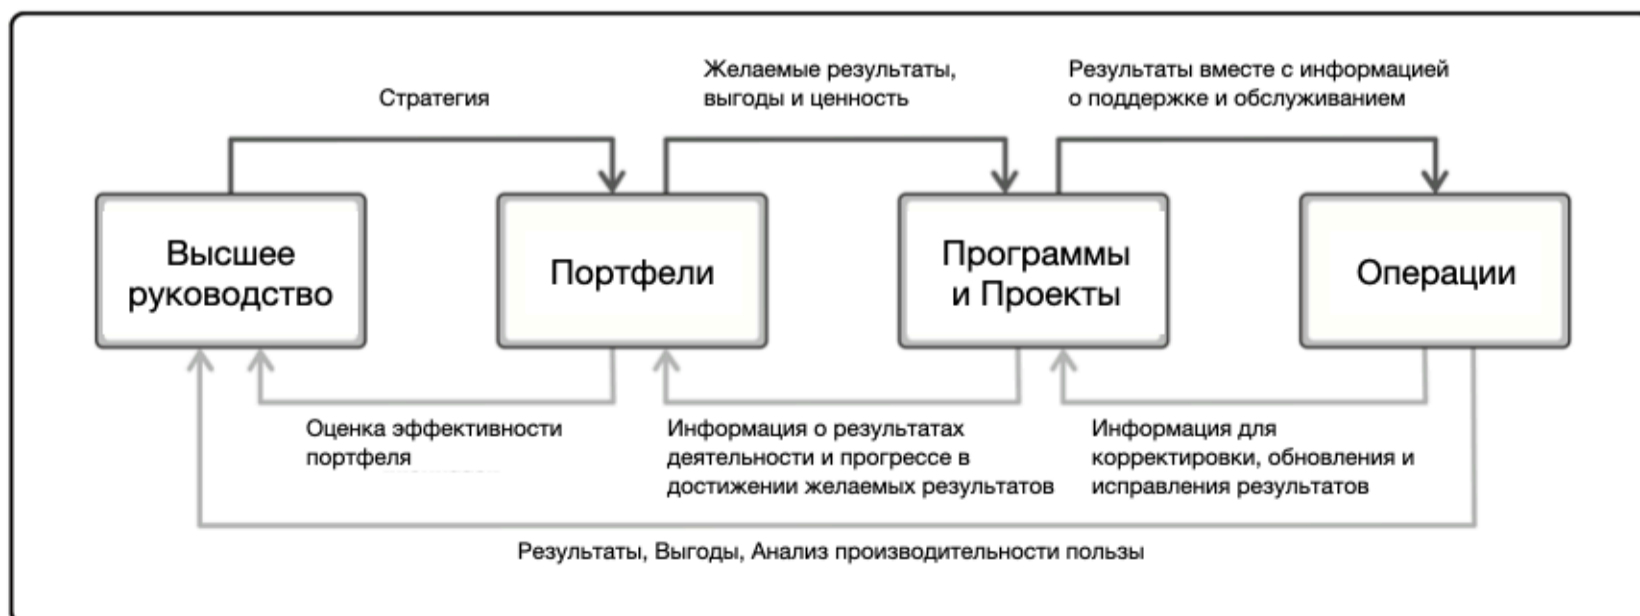 Стратегия
Желаемые результаты,
выгоды и ценность
Результаты вместе с информацией
о поддержке и обслуживанием
Высшее
руководство
Портфели
Программы
и Проекты
Операции
Оценка эффективности
портфеля
Информация о результатах
деятельности и прогрессе в
достижении желаемых результатов
Информация для
корректировки, обновления и
исправления результатов
Результаты, Выгоды, Анализ производительности пользы